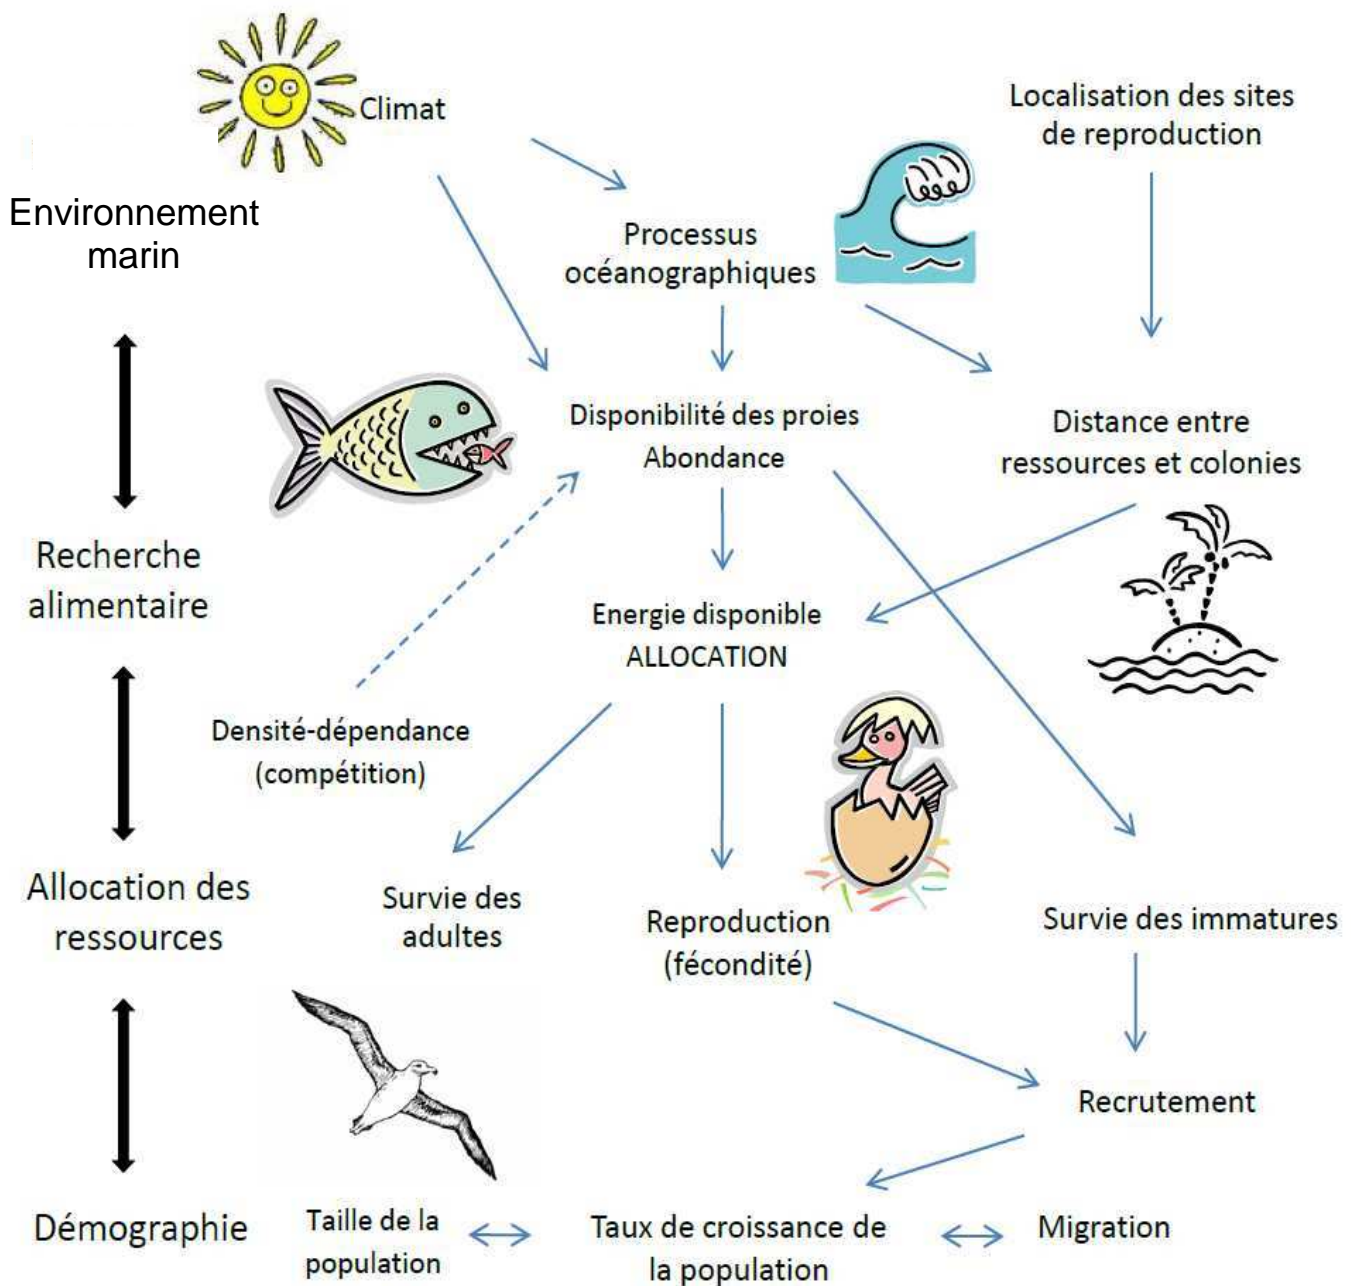 Climat
Localisation des sites
de reproduction
Environnement
marin
Processus
océanographiques
Disponibilité des proies
Abondance
Distance entre
ressources et colonies
Recherche
alimentaire
Energie disponible
ALLOCATION
Densité-dépendance
(compétition)
Allocation des
ressources
Survie des
adultes
Reproduction
(fécondité)
Survie des immatures
Recrutement
Démographie
Taille de la
population
Taux de croissance de
la population
Migration